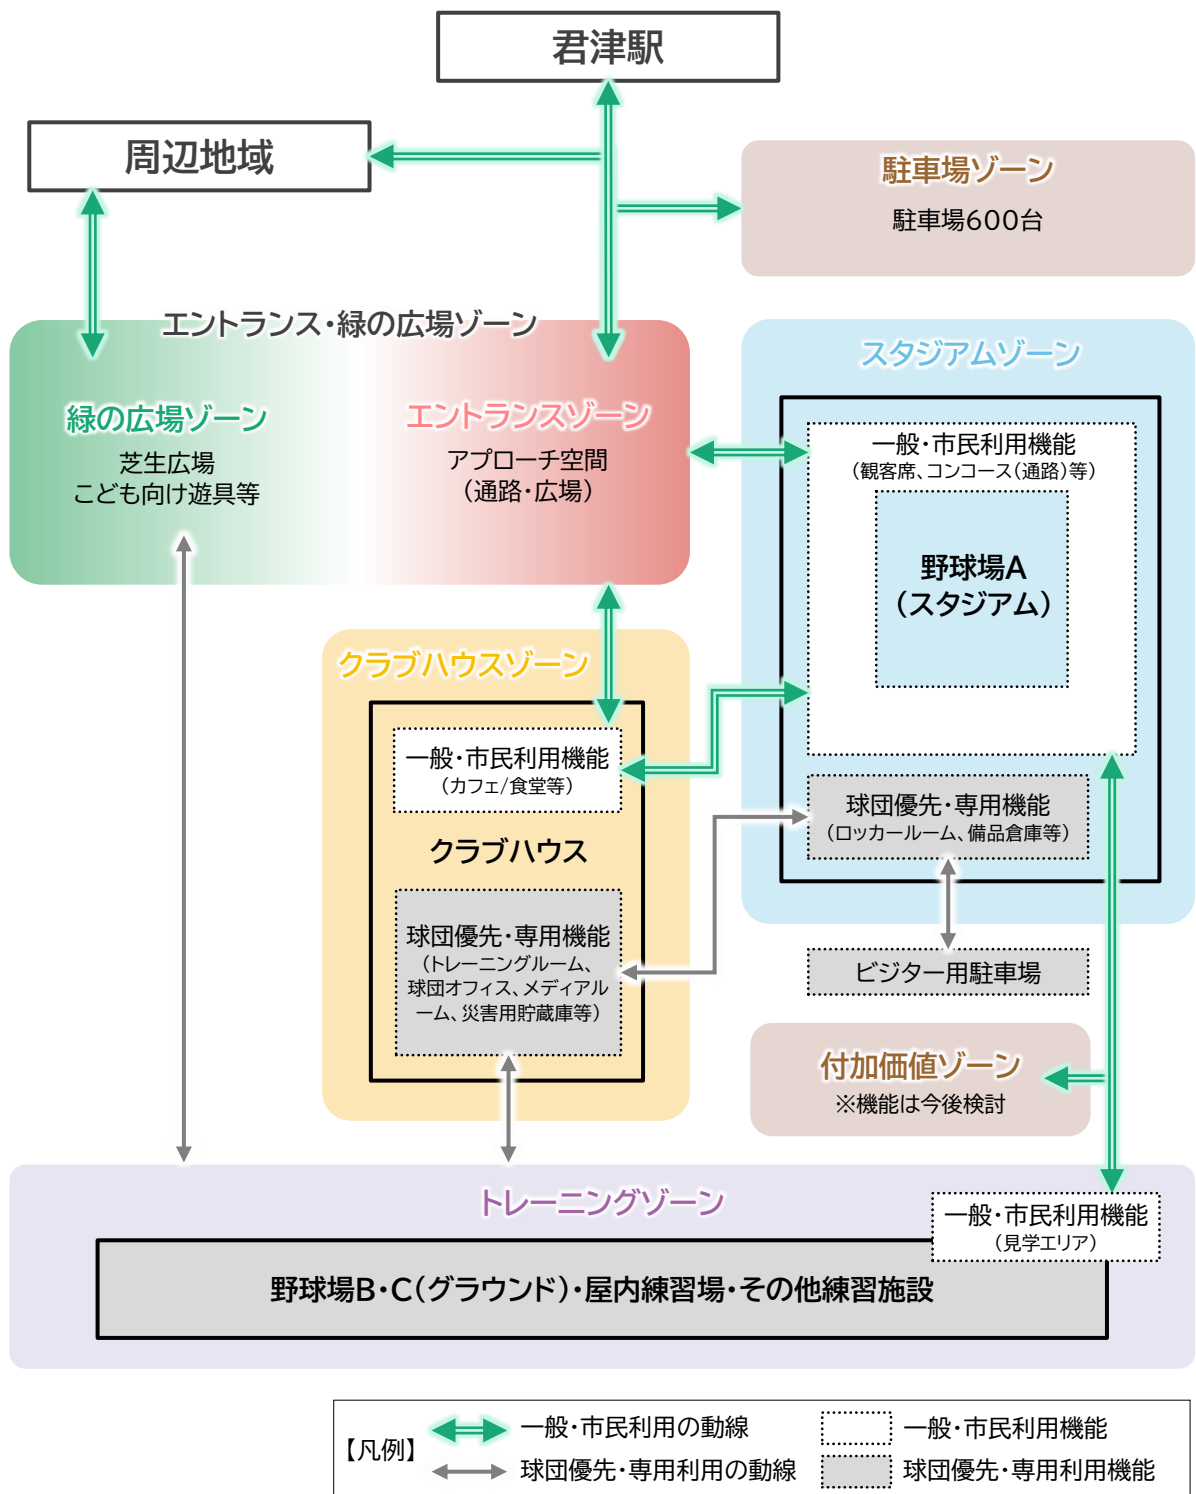 君津駅
周辺地域
駐車場ゾーン
駐車場600台
エントランス・緑の広場ゾーン
緑の広場ゾーン
芝生広場
こども向け遊具等
エントランスゾーン
アプローチ空間
（通路・広場）
スタジアムゾーン
一般・市民利用機能
（観客席、コンコース（通路）等）
野球場A
（スタジアム）
球団優先・専用機能
（ロッカールーム、備品倉庫等）
クラブハウスゾーン
一般・市民利用機能
（カフェ/食堂等）
クラブハウス
球団優先・専用機能
（トレーニングルーム、
球団オフィス、メディアル
ーム、災害用貯蔵庫等）
ビジター用駐車場
付加価値ゾーン
※機能は今後検討
トレーニングゾーン
一般・市民利用機能
（見学エリア）
野球場B・C（グラウンド）・屋内練習場・その他練習施設
【凡例】
一般・市民利用の動線
一般・市民利用機能
球団優先・専用利用の動線
球団優先・専用利用機能